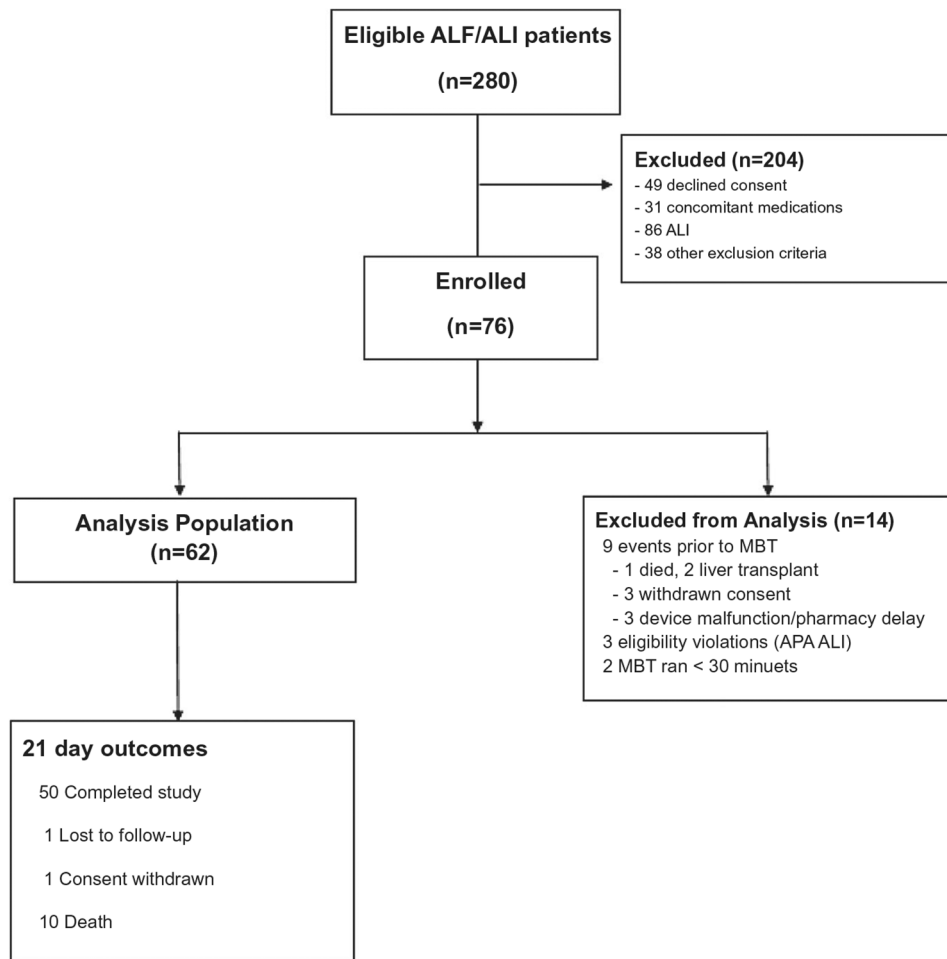 Eligible ALF/ALI patients
(n=280)
Excluded (n=204)
- 49 declined consent
- 31 concomitant medications
- 86 ALI
- 38 other exclusion criteria
Enrolled
(n=76)
Analysis Population
(n=62)
Excluded from Analysis (n=14)
9 events prior to MBT
- 1 died, 2 liver transplant
- 3 withdrawn consent
- 3 device malfunction/pharmacy delay
3 eligibility violations (APA ALI)
2 MBT ran < 30 minuets
21 day outcomes
50 Completed study
1 Lost to follow-up
1 Consent withdrawn
10 Death